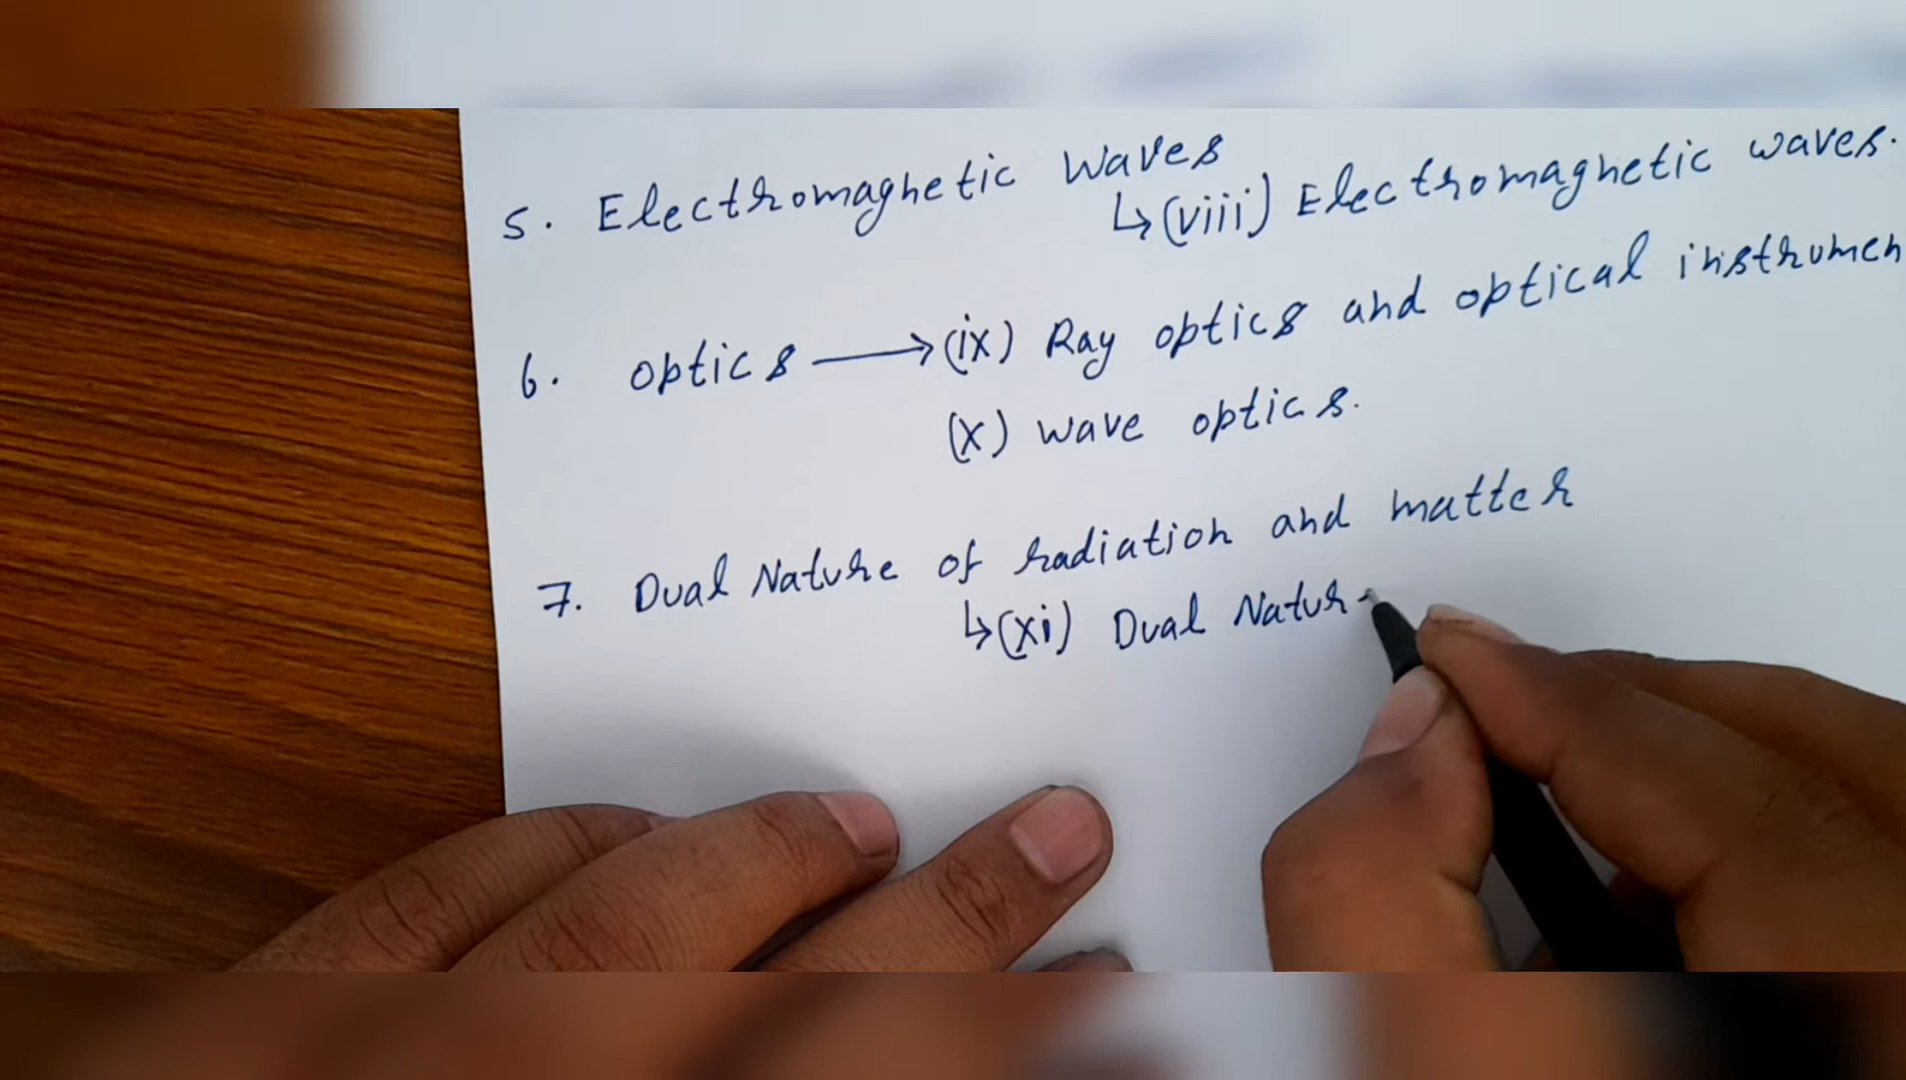 5. Electromagnetic Waves
↳(viii) Electromagnetic waves.
6. optics ⟶(ix) Ray optics and optical instrumen
(x) wave optics.
7. Dual Nature of radiation and matter
↳(xi) Dual Natur